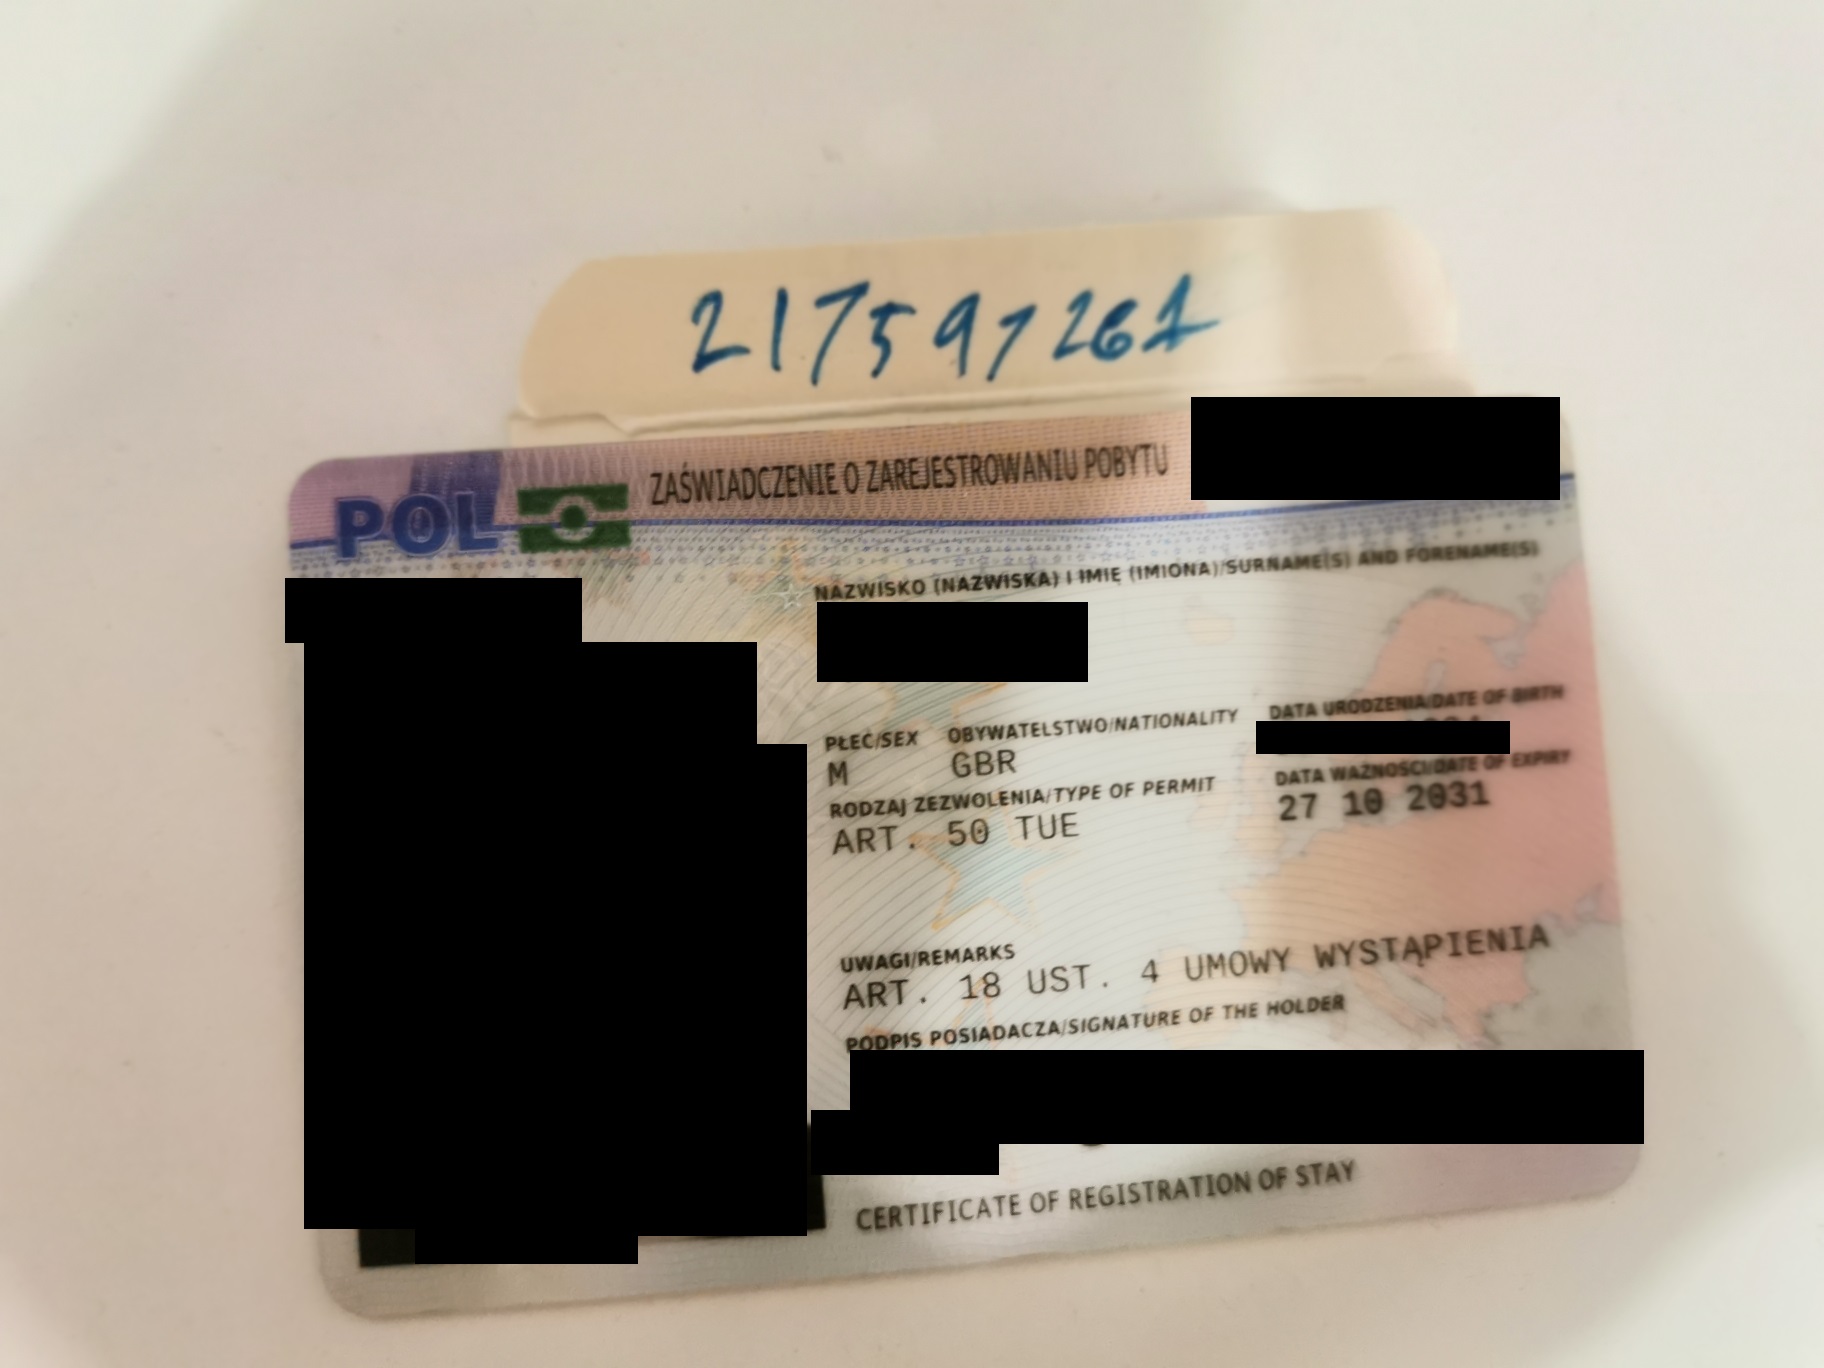 217597261
ZAŚWIADCZENIE O ZAREJESTROWANIU POBYTU
POL
NAZWISKO (NAZWISKA) I IMIĘ (IMIONA)/SURNAME(S) AND FORENAME(S)
PŁEĆ/SEX OBYWATELSTWO/NATIONALITY DATA URODZENIA/DATE OF BIRTH
M GBR
RODZAJ ZEZWOLENIA/TYPE OF PERMIT DATA WAŻNOŚCI/DATE OF EXPIRY
ART. 50 TUE 27 10 2031
UWAGI/REMARKS
ART. 18 UST. 4 UMOWY WYSTĄPIENIA
PODPIS POSIADACZA/SIGNATURE OF THE HOLDER
CERTIFICATE OF REGISTRATION OF STAY